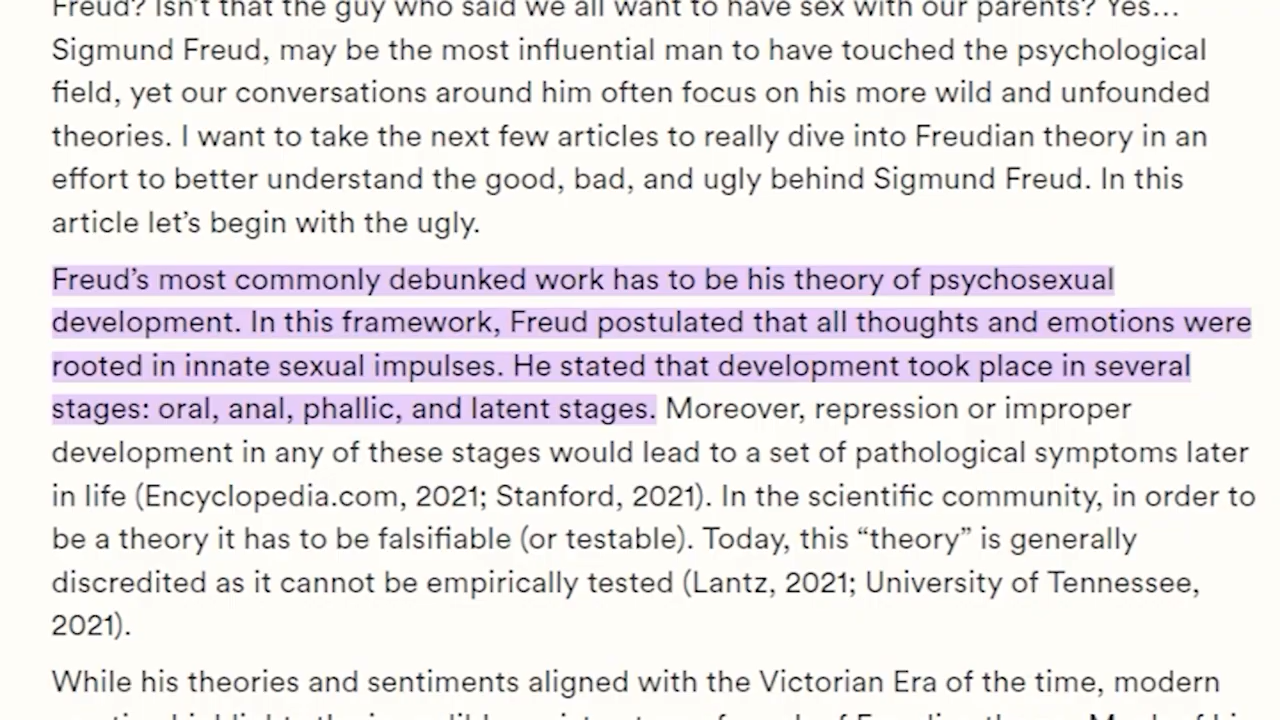 Freud? Isn't that the guy who said we all want to have sex with our parents? Yes…
Sigmund Freud, may be the most influential man to have touched the psychological
field, yet our conversations around him often focus on his more wild and unfounded
theories. I want to take the next few articles to really dive into Freudian theory in an
effort to better understand the good, bad, and ugly behind Sigmund Freud. In this
article let’s begin with the ugly.
Freud’s most commonly debunked work has to be his theory of psychosexual
development. In this framework, Freud postulated that all thoughts and emotions were
rooted in innate sexual impulses. He stated that development took place in several
stages: oral, anal, phallic, and latent stages. Moreover, repression or improper
development in any of these stages would lead to a set of pathological symptoms later
in life (Encyclopedia.com, 2021; Stanford, 2021). In the scientific community, in order to
be a theory it has to be falsifiable (or testable). Today, this “theory” is generally
discredited as it cannot be empirically tested (Lantz, 2021; University of Tennessee,
2021).
While his theories and sentiments aligned with the Victorian Era of the time, modern